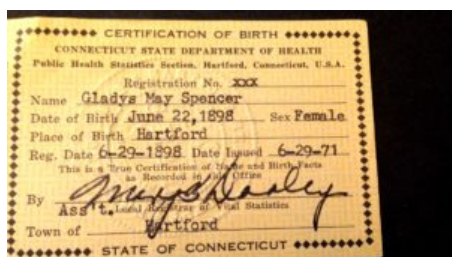 CERTIFICATION OF BIRTH
CONNECTICUT STATE DEPARTMENT OF HEALTH
Public Health Statistics Section, Hartford, Connecticut, U.S.A.
Registration No. XXX
Name Gladys May Spencer
Date of Birth June 22,1898 Sex Female
Place of Birth Hartford
Reg. Date 6-29-1898 Date Issued 6-29-71
This is a True Certification of Name and Birth Facts
as Recorded in this Office
By
Ass't. Local Registrar of Vital Statistics
Town of Hartford
STATE OF CONNECTICUT